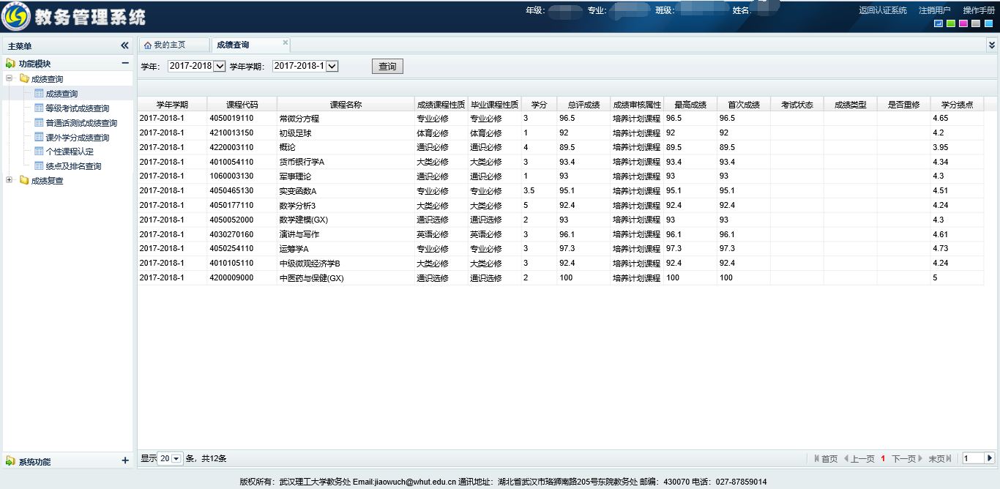 教务管理系统 年级： 专业： 班级： 姓名： 返回认证系统 注销用户 操作手册
主菜单
功能模块
成绩查询
成绩查询
等级考试成绩查询
普通话测试成绩查询
课外学分成绩查询
个性课程认定
绩点及排名查询
成绩复查
系统功能
我的主页 成绩查询
学年： 2017-2018 学年学期： 2017-2018-1 查询
学年学期 课程代码 课程名称 成绩课程性质 毕业课程性质 学分 总评成绩 成绩审核属性 最高成绩 首次成绩 考试状态 成绩类型 是否重修 学分绩点
2017-2018-1 4050019110 常微分方程 专业必修 专业必修 3 96.5 培养计划课程 96.5 96.5 4.65
2017-2018-1 4210013150 初级足球 体育必修 体育必修 1 92 培养计划课程 92 92 4.2
2017-2018-1 4220003110 概论 通识必修 通识必修 4 89.5 培养计划课程 89.5 89.5 3.95
2017-2018-1 4010054110 货币银行学A 大类必修 大类必修 3 93.4 培养计划课程 93.4 93.4 4.34
2017-2018-1 1060003130 军事理论 通识必修 通识必修 1 93 培养计划课程 93 93 4.3
2017-2018-1 4050465130 实变函数A 专业必修 专业必修 3.5 95.1 培养计划课程 95.1 95.1 4.51
2017-2018-1 4050177110 数学分析3 大类必修 大类必修 5 92.4 培养计划课程 92.4 92.4 4.24
2017-2018-1 4050052000 数学建模(GX) 通识选修 通识选修 2 93 培养计划课程 93 93 4.3
2017-2018-1 4030270160 演讲与写作 英语必修 英语必修 3 96.1 培养计划课程 96.1 96.1 4.61
2017-2018-1 4050254110 运筹学A 专业必修 专业必修 3 97.3 培养计划课程 97.3 97.3 4.73
2017-2018-1 4010105110 中级微观经济学B 大类必修 大类必修 3 92.4 培养计划课程 92.4 92.4 4.24
2017-2018-1 4200009000 中医药与保健(GX) 通识选修 通识选修 2 100 培养计划课程 100 100 5
显示 20 条，共12条 首页 上一页 1 下一页 末页 1
版权所有：武汉理工大学教务处 Email:jiaowuch@whut.edu.cn 通讯地址：湖北省武汉市珞狮南路205号东院教务处 邮编：430070 电话：027-87859014